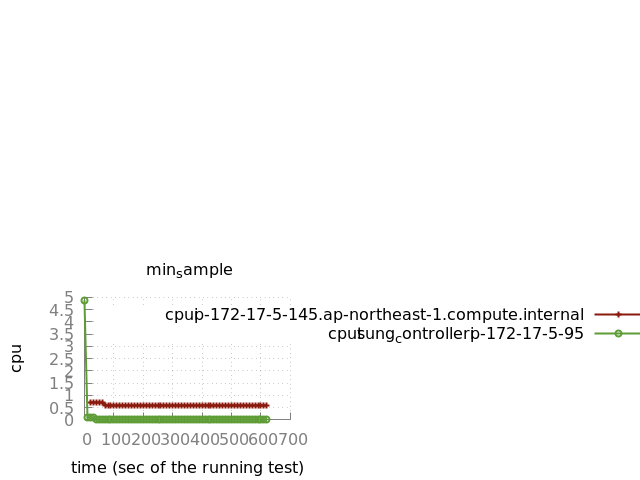 min_sample
cpu_ip-172-17-5-145.ap-northeast-1.compute.internal
cpu_tsung_controller_ip-172-17-5-95
cpu
5
4.5
4
3.5
3
2.5
2
1.5
1
0.5
0
0 100 200 300 400 500 600 700
time (sec of the running test)